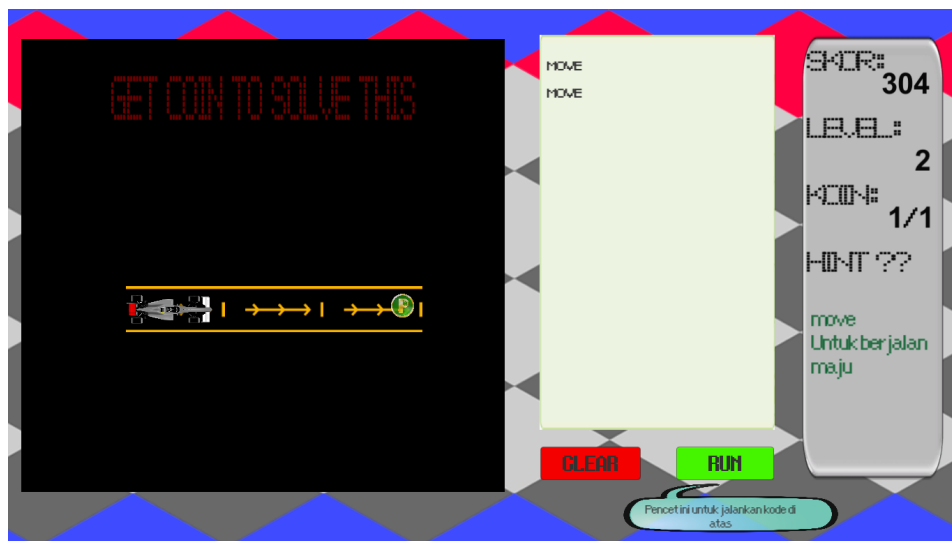 GET COIN TO SOLVE THIS
MOVE
MOVE
CLEAR
RUN
Pencet ini untuk jalankan kode di
atas
SKOR:
304
LEVEL:
2
KOIN:
1/1
HINT ??
move
Untuk berjalan
maju
P